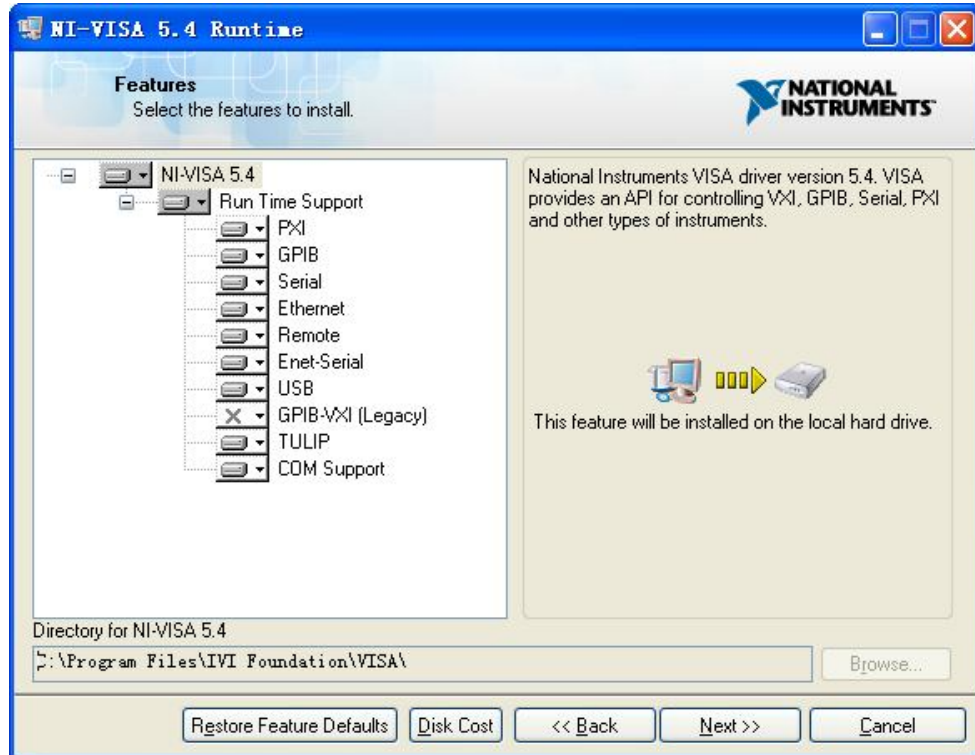 NI-VISA 5.4 Runtime
Features
Select the features to install.
NATIONAL
INSTRUMENTS™
NI-VISA 5.4
Run Time Support
PXI
GPIB
Serial
Ethernet
Remote
Enet-Serial
USB
GPIB-VXI (Legacy)
TULIP
COM Support
National Instruments VISA driver version 5.4. VISA
provides an API for controlling VXI, GPIB, Serial, PXI
and other types of instruments.
This feature will be installed on the local hard drive.
Directory for NI-VISA 5.4
C:\Program Files\IVI Foundation\VISA\
Browse...
Restore Feature Defaults
Disk Cost
<< Back
Next >>
Cancel